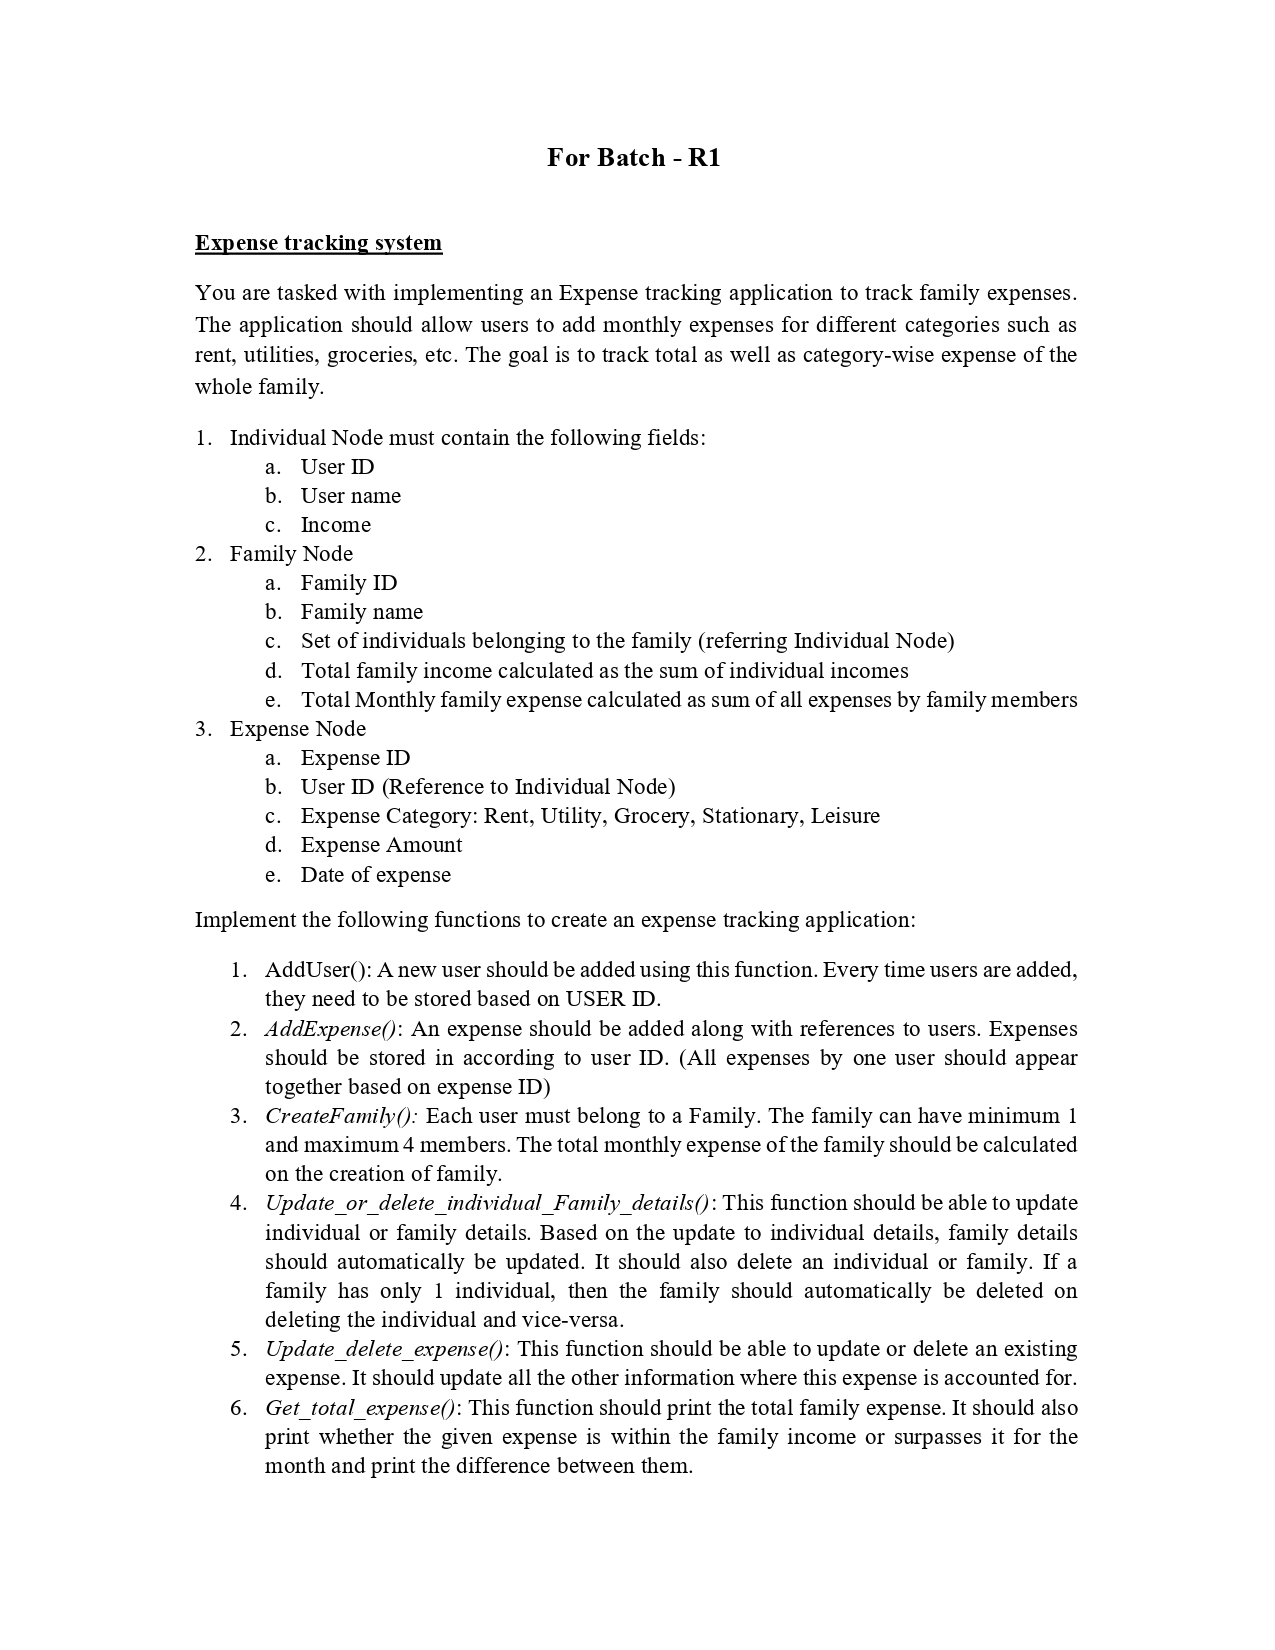 For Batch - R1
Expense tracking system
You are tasked with implementing an Expense tracking application to track family expenses.
The application should allow users to add monthly expenses for different categories such as
rent, utilities, groceries, etc. The goal is to track total as well as category-wise expense of the
whole family.
1. Individual Node must contain the following fields:
a. User ID
b. User name
c. Income
2. Family Node
a. Family ID
b. Family name
c. Set of individuals belonging to the family (referring Individual Node)
d. Total family income calculated as the sum of individual incomes
e. Total Monthly family expense calculated as sum of all expenses by family members
3. Expense Node
a. Expense ID
b. User ID (Reference to Individual Node)
c. Expense Category: Rent, Utility, Grocery, Stationary, Leisure
d. Expense Amount
e. Date of expense
Implement the following functions to create an expense tracking application:
1. AddUser(): A new user should be added using this function. Every time users are added,
they need to be stored based on USER ID.
2. AddExpense(): An expense should be added along with references to users. Expenses
should be stored in according to user ID. (All expenses by one user should appear
together based on expense ID)
3. CreateFamily(): Each user must belong to a Family. The family can have minimum 1
and maximum 4 members. The total monthly expense of the family should be calculated
on the creation of family.
4. Update_or_delete_individual_Family_details(): This function should be able to update
individual or family details. Based on the update to individual details, family details
should automatically be updated. It should also delete an individual or family. If a
family has only 1 individual, then the family should automatically be deleted on
deleting the individual and vice-versa.
5. Update_delete_expense(): This function should be able to update or delete an existing
expense. It should update all the other information where this expense is accounted for.
6. Get_total_expense(): This function should print the total family expense. It should also
print whether the given expense is within the family income or surpasses it for the
month and print the difference between them.